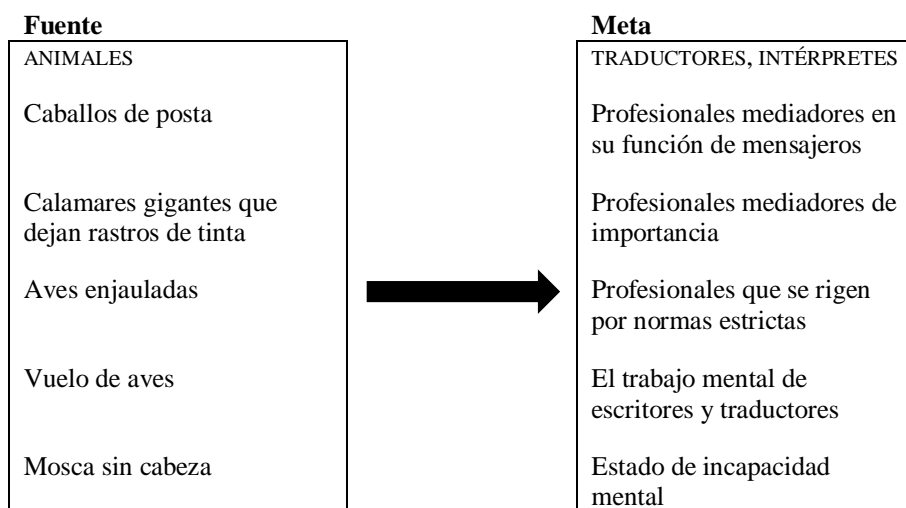 Fuente
ANIMALES
Caballos de posta
Calamares gigantes que
dejan rastros de tinta
Aves enjauladas
Vuelo de aves
Mosca sin cabeza
Meta
TRADUCTORES, INTÉRPRETES
Profesionales mediadores en
su función de mensajeros
Profesionales mediadores de
importancia
Profesionales que se rigen
por normas estrictas
El trabajo mental de
escritores y traductores
Estado de incapacidad
mental